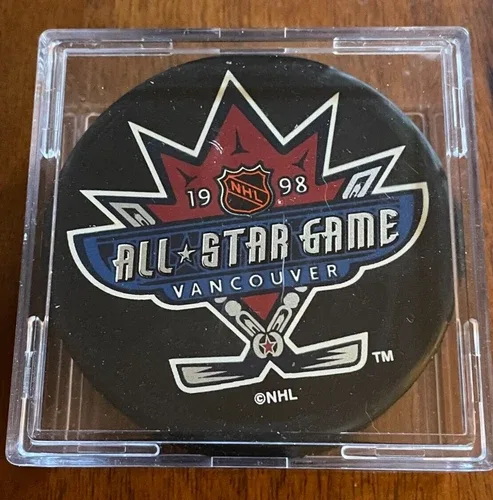 NHL
19 98
ALL★STAR GAME
VANCOUVER
TM
©NHL